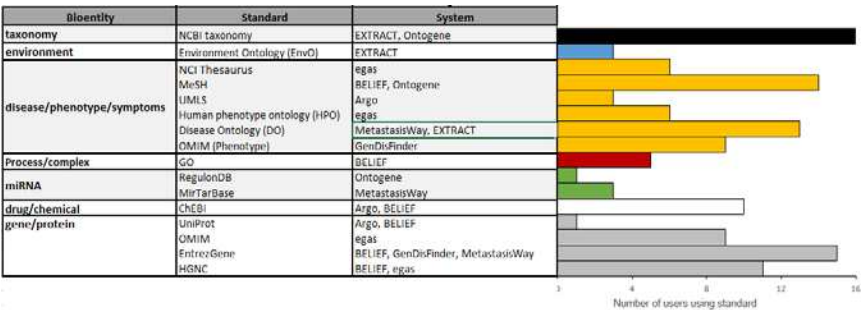 Bioentity Standard System
taxonomy NCBI taxonomy EXTRACT, Ontogene
environment Environment Ontology (EnvO) EXTRACT
NCI Thesaurus egas
MeSH BELIEF, Ontogene
disease/phenotype/symptoms UMLS Argo
Human phenotype ontology (HPO) egas
Disease Ontology (DO) MetastasisWay, EXTRACT
OMIM (Phenotype) GenDisFinder
Process/complex GO BELIEF
miRNA RegulonDB Ontogene
MirTarBase MetastasisWay
drug/chemical ChEBI Argo, BELIEF
gene/protein UniProt Argo, BELIEF
OMIM egas
EntrezGene BELIEF, GenDisFinder, MetastasisWay
HGNC BELIEF, egas
0 4 8 12 16
Number of users using standard